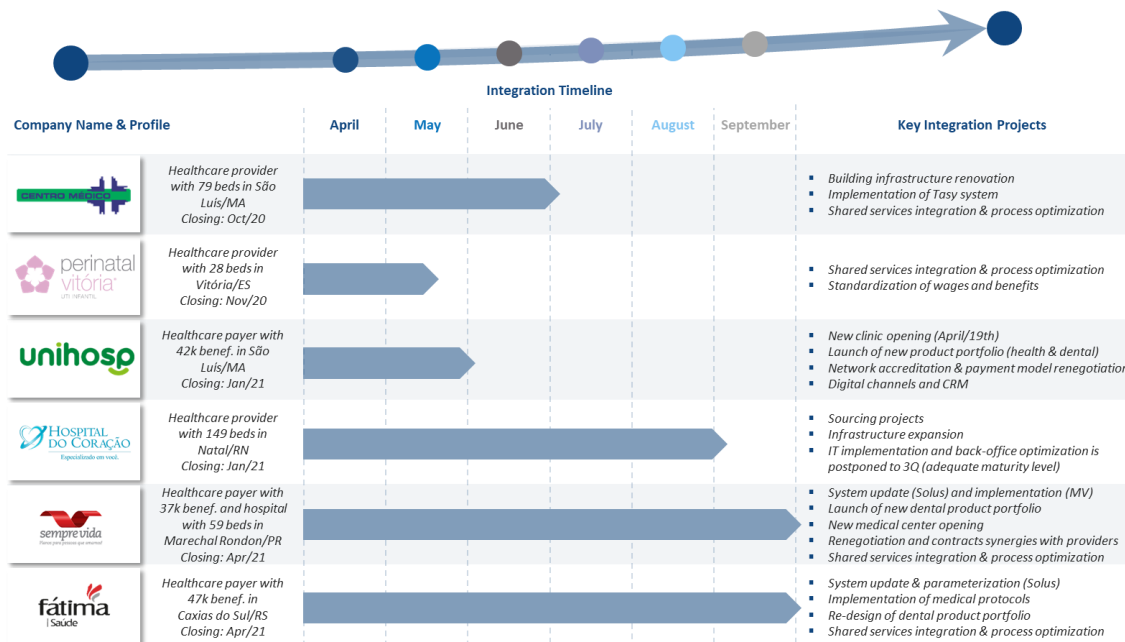 Integration Timeline
Company Name & Profile
April
May
June
July
August
September
Key Integration Projects
CENTRO MÉDICO
Healthcare provider
with 79 beds in São
Luís/MA
Closing: Oct/20
Building infrastructure renovation
Implementation of Tasy system
Shared services integration & process optimization
perinatal
vitória
UTI INFANTIL
Healthcare provider
with 28 beds in
Vitória/ES
Closing: Nov/20
Shared services integration & process optimization
Standardization of wages and benefits
unihosp
Healthcare payer with
42k benef. in São
Luís/MA
Closing: Jan/21
New clinic opening (April/19th)
Launch of new product portfolio (health & dental)
Network accreditation & payment model renegotiation
Digital channels and CRM
HOSPITAL
DO CORAÇÃO
Especializado em você.
Healthcare provider
with 149 beds in
Natal/RN
Closing: Jan/21
Sourcing projects
Infrastructure expansion
IT implementation and back-office optimization is
postponed to 3Q (adequate maturity level)
sempre vida
Healthcare payer with
37k benef. and hospital
with 59 beds in
Marechal Rondon/PR
Closing: Apr/21
System update (Solus) and implementation (MV)
Launch of new dental product portfolio
New medical center opening
Renegotiation and contracts synergies with providers
Shared services integration & process optimization
fátima
Saúde
Healthcare payer with
47k benef. in
Caxias do Sul/RS
Closing: Apr/21
System update & parameterization (Solus)
Implementation of medical protocols
Re-design of dental product portfolio
Shared services integration & process optimization